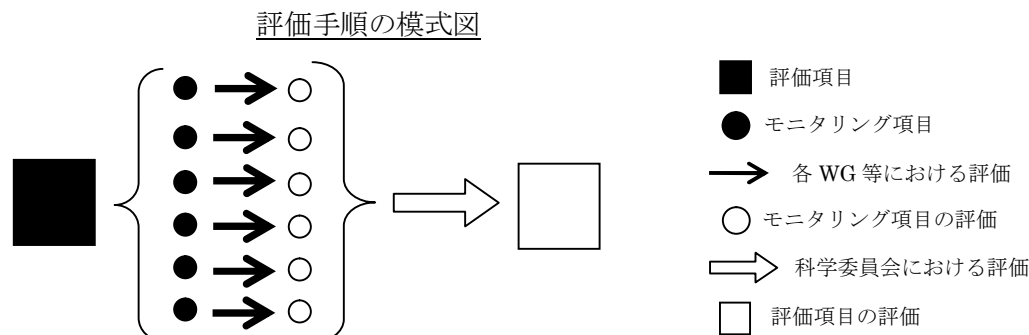 評価手順の模式図
評価項目
モニタリング項目
各 WG 等における評価
モニタリング項目の評価
科学委員会における評価
評価項目の評価